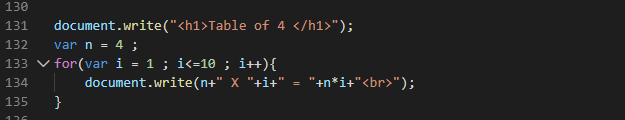 130
131 document.write("<h1>Table of 4 </h1>");
132 var n = 4 ;
133 for(var i = 1 ; i<=10 ; i++){
134 document.write(n+" X "+i+" = "+n*i+"<br>");
135 }
136